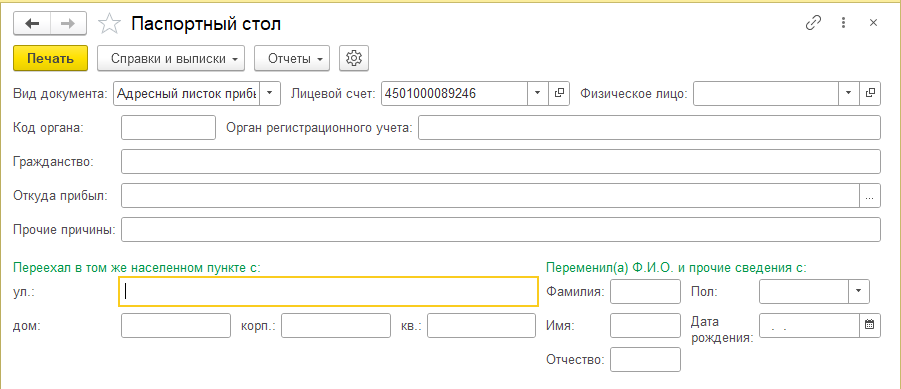 Паспортный стол
Печать Справки и выписки Отчеты
Вид документа: Адресный листок приб Лицевой счет: 4501000089246 Физическое лицо:
Код органа: Орган регистрационного учета:
Гражданство:
Откуда прибыл: ...
Прочие причины:
Переехал в том же населенном пункте с: Переменил(а) Ф.И.О. и прочие сведения с:
ул.: Фамилия: Пол:
дом: корп.: кв.: Имя: Дата рождения: . .
Отчество: